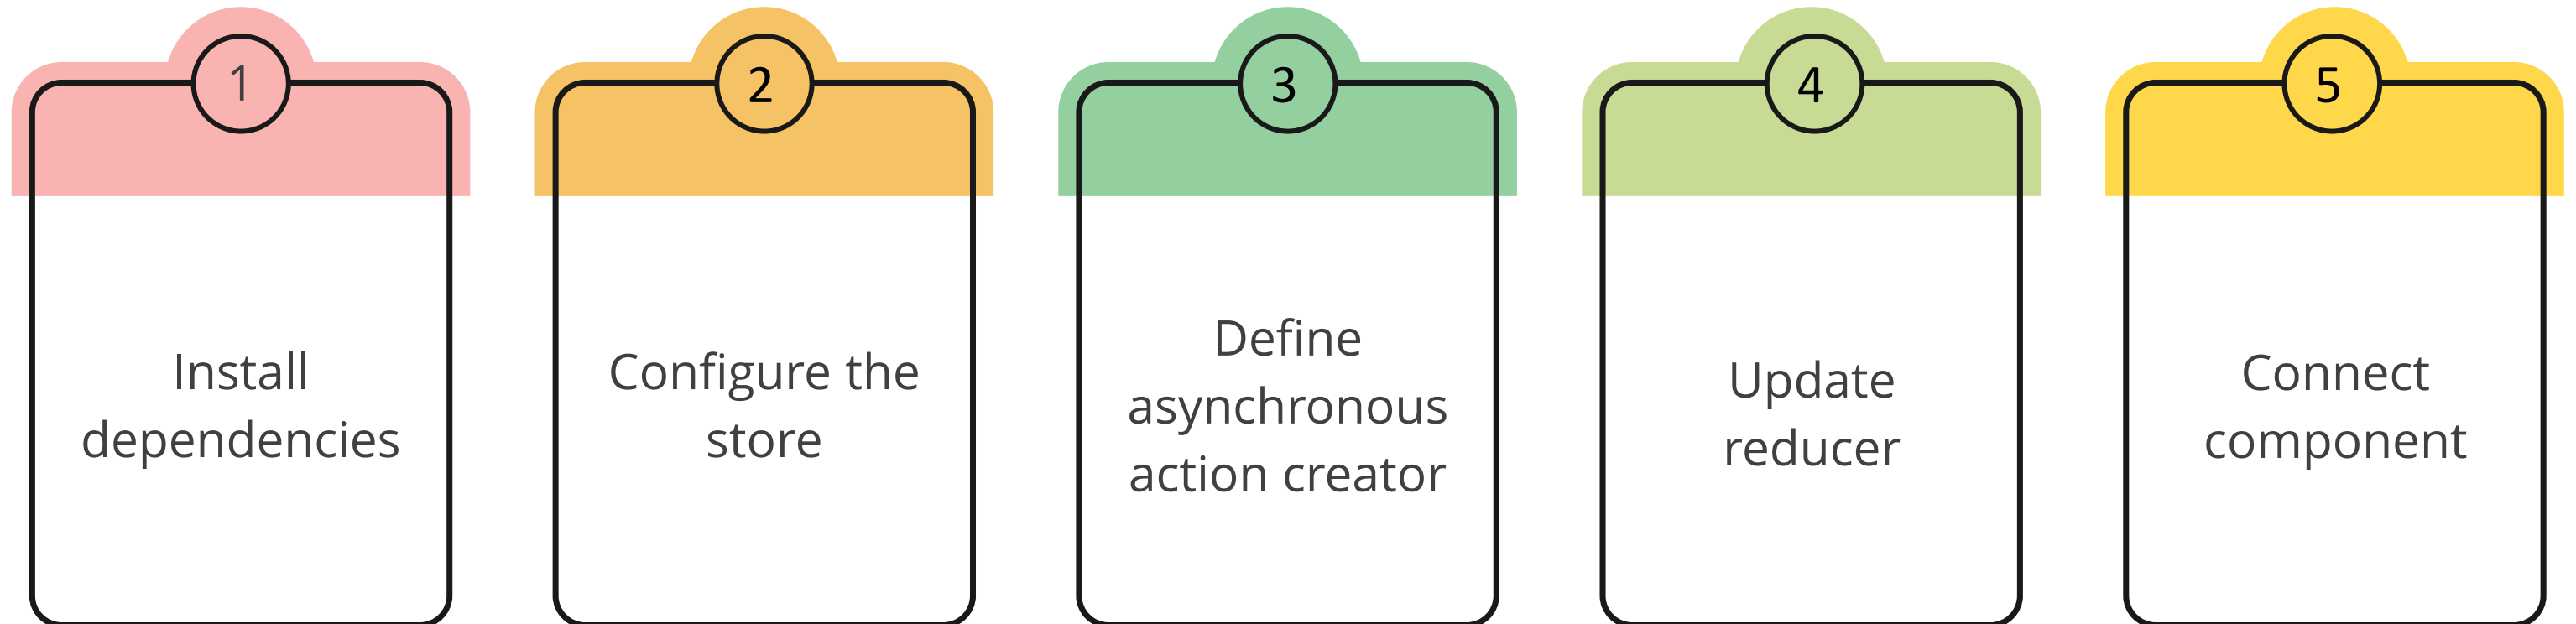 1
Install
dependencies
2
Configure the
store
3
Define
asynchronous
action creator
4
Update
reducer
5
Connect
component